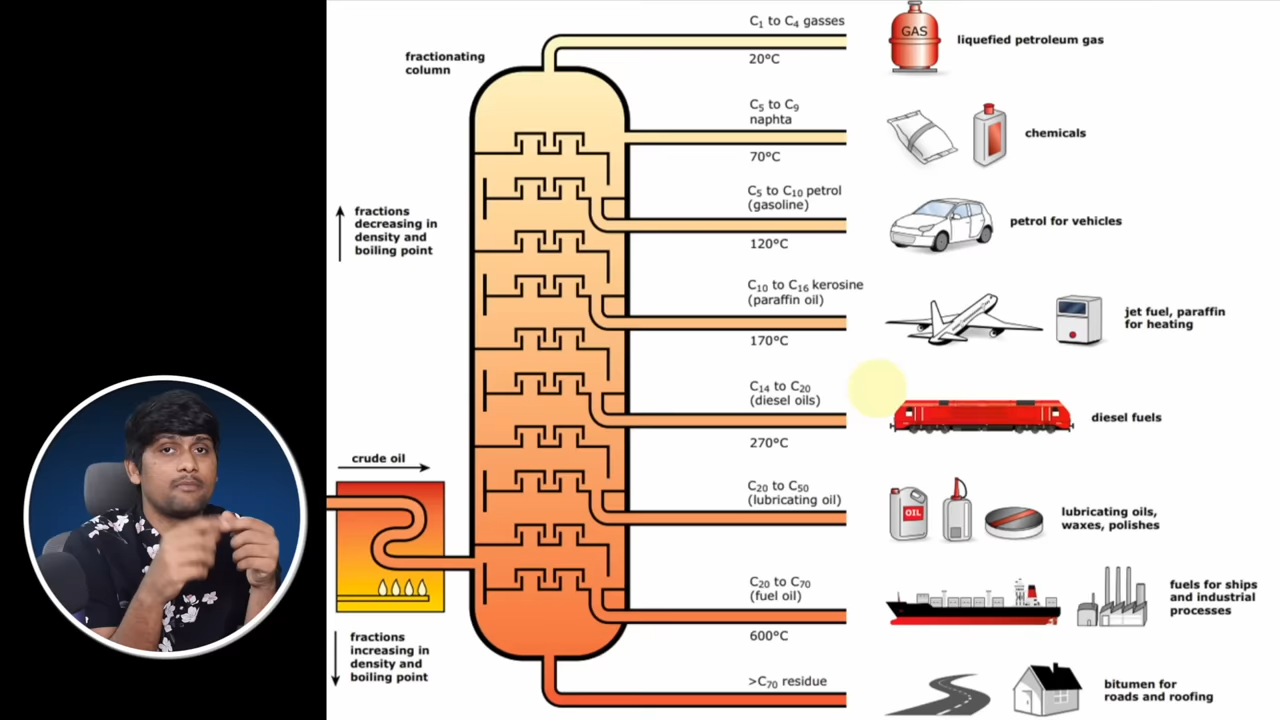 C₁ to C₄ gasses
20°C
GAS
liquefied petroleum gas
fractionating
column
C₅ to C₉
naphta
70°C
chemicals
C₅ to C₁₀ petrol
(gasoline)
120°C
petrol for vehicles
fractions
decreasing in
density and
boiling point
C₁₀ to C₁₆ kerosine
(paraffin oil)
170°C
jet fuel, paraffin
for heating
C₁₄ to C₂₀
(diesel oils)
270°C
diesel fuels
crude oil
C₂₀ to C₅₀
(lubricating oil)
OIL
lubricating oils,
waxes, polishes
C₂₀ to C₇₀
(fuel oil)
600°C
fuels for ships
and industrial
processes
fractions
increasing in
density and
boiling point
>C₇₀ residue
bitumen for
roads and roofing